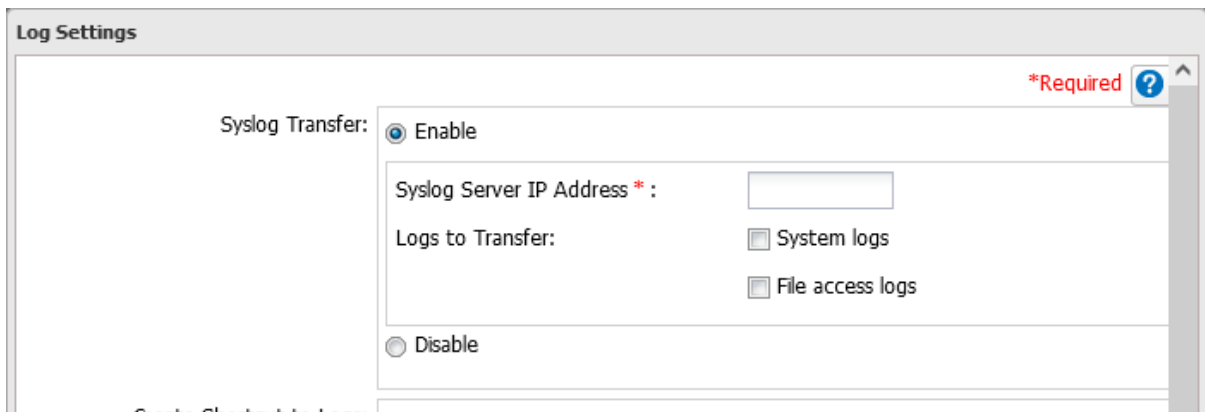 Log Settings
*Required ?
Syslog Transfer: Enable
Syslog Server IP Address * :
Logs to Transfer: System logs
File access logs
Disable